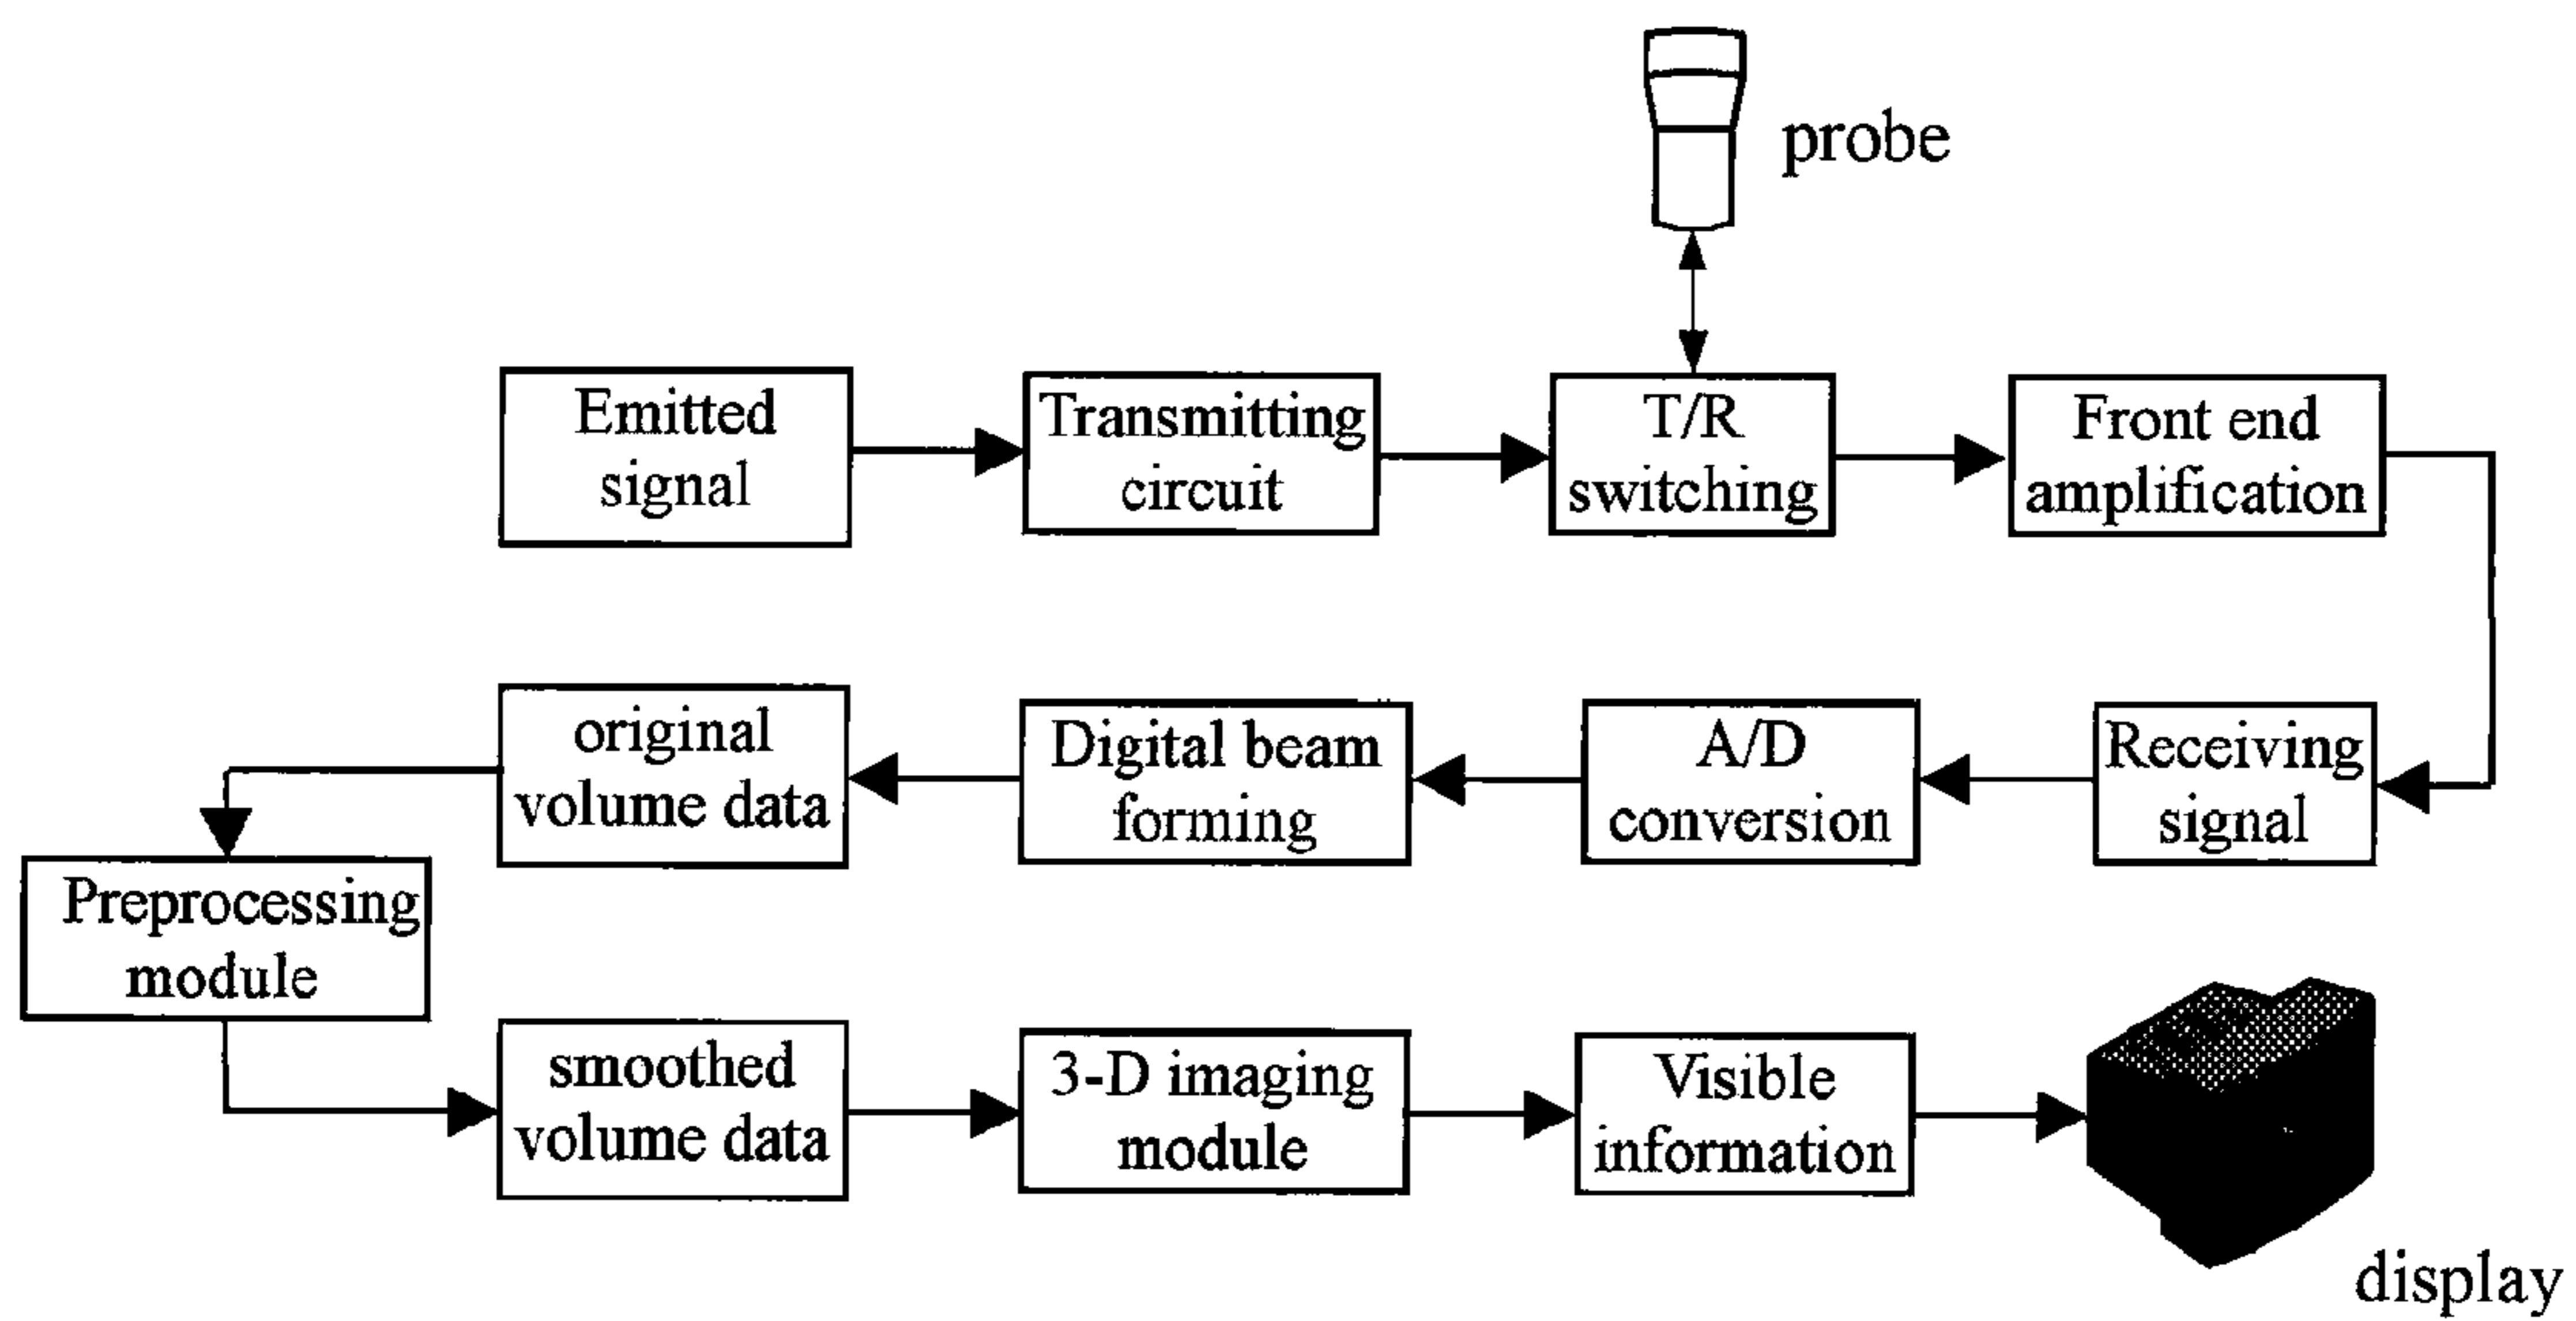 probe
Emitted
signal
Transmitting
circuit
T/R
switching
Front end
amplification
original
volume data
Digital beam
forming
A/D
conversion
Receiving
signal
Preprocessing
module
smoothed
volume data
3-D imaging
module
Visible
information
display